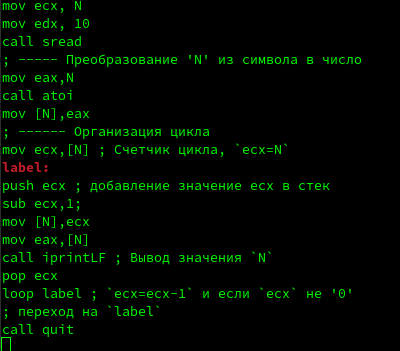 mov ecx, N
mov edx, 10
call sread
; ----- Преобразование 'N' из символа в число
mov eax,N
call atoi
mov [N],eax
; ------ Организация цикла
mov ecx,[N] ; Счетчик цикла, `ecx=N`
label:
push ecx ; добавление значение ecx в стек
sub ecx,1;
mov [N],ecx
mov eax,[N]
call iprintLF ; Вывод значения `N`
pop ecx
loop label ; `ecx=ecx-1` и если `ecx` не '0'
; переход на `label`
call quit